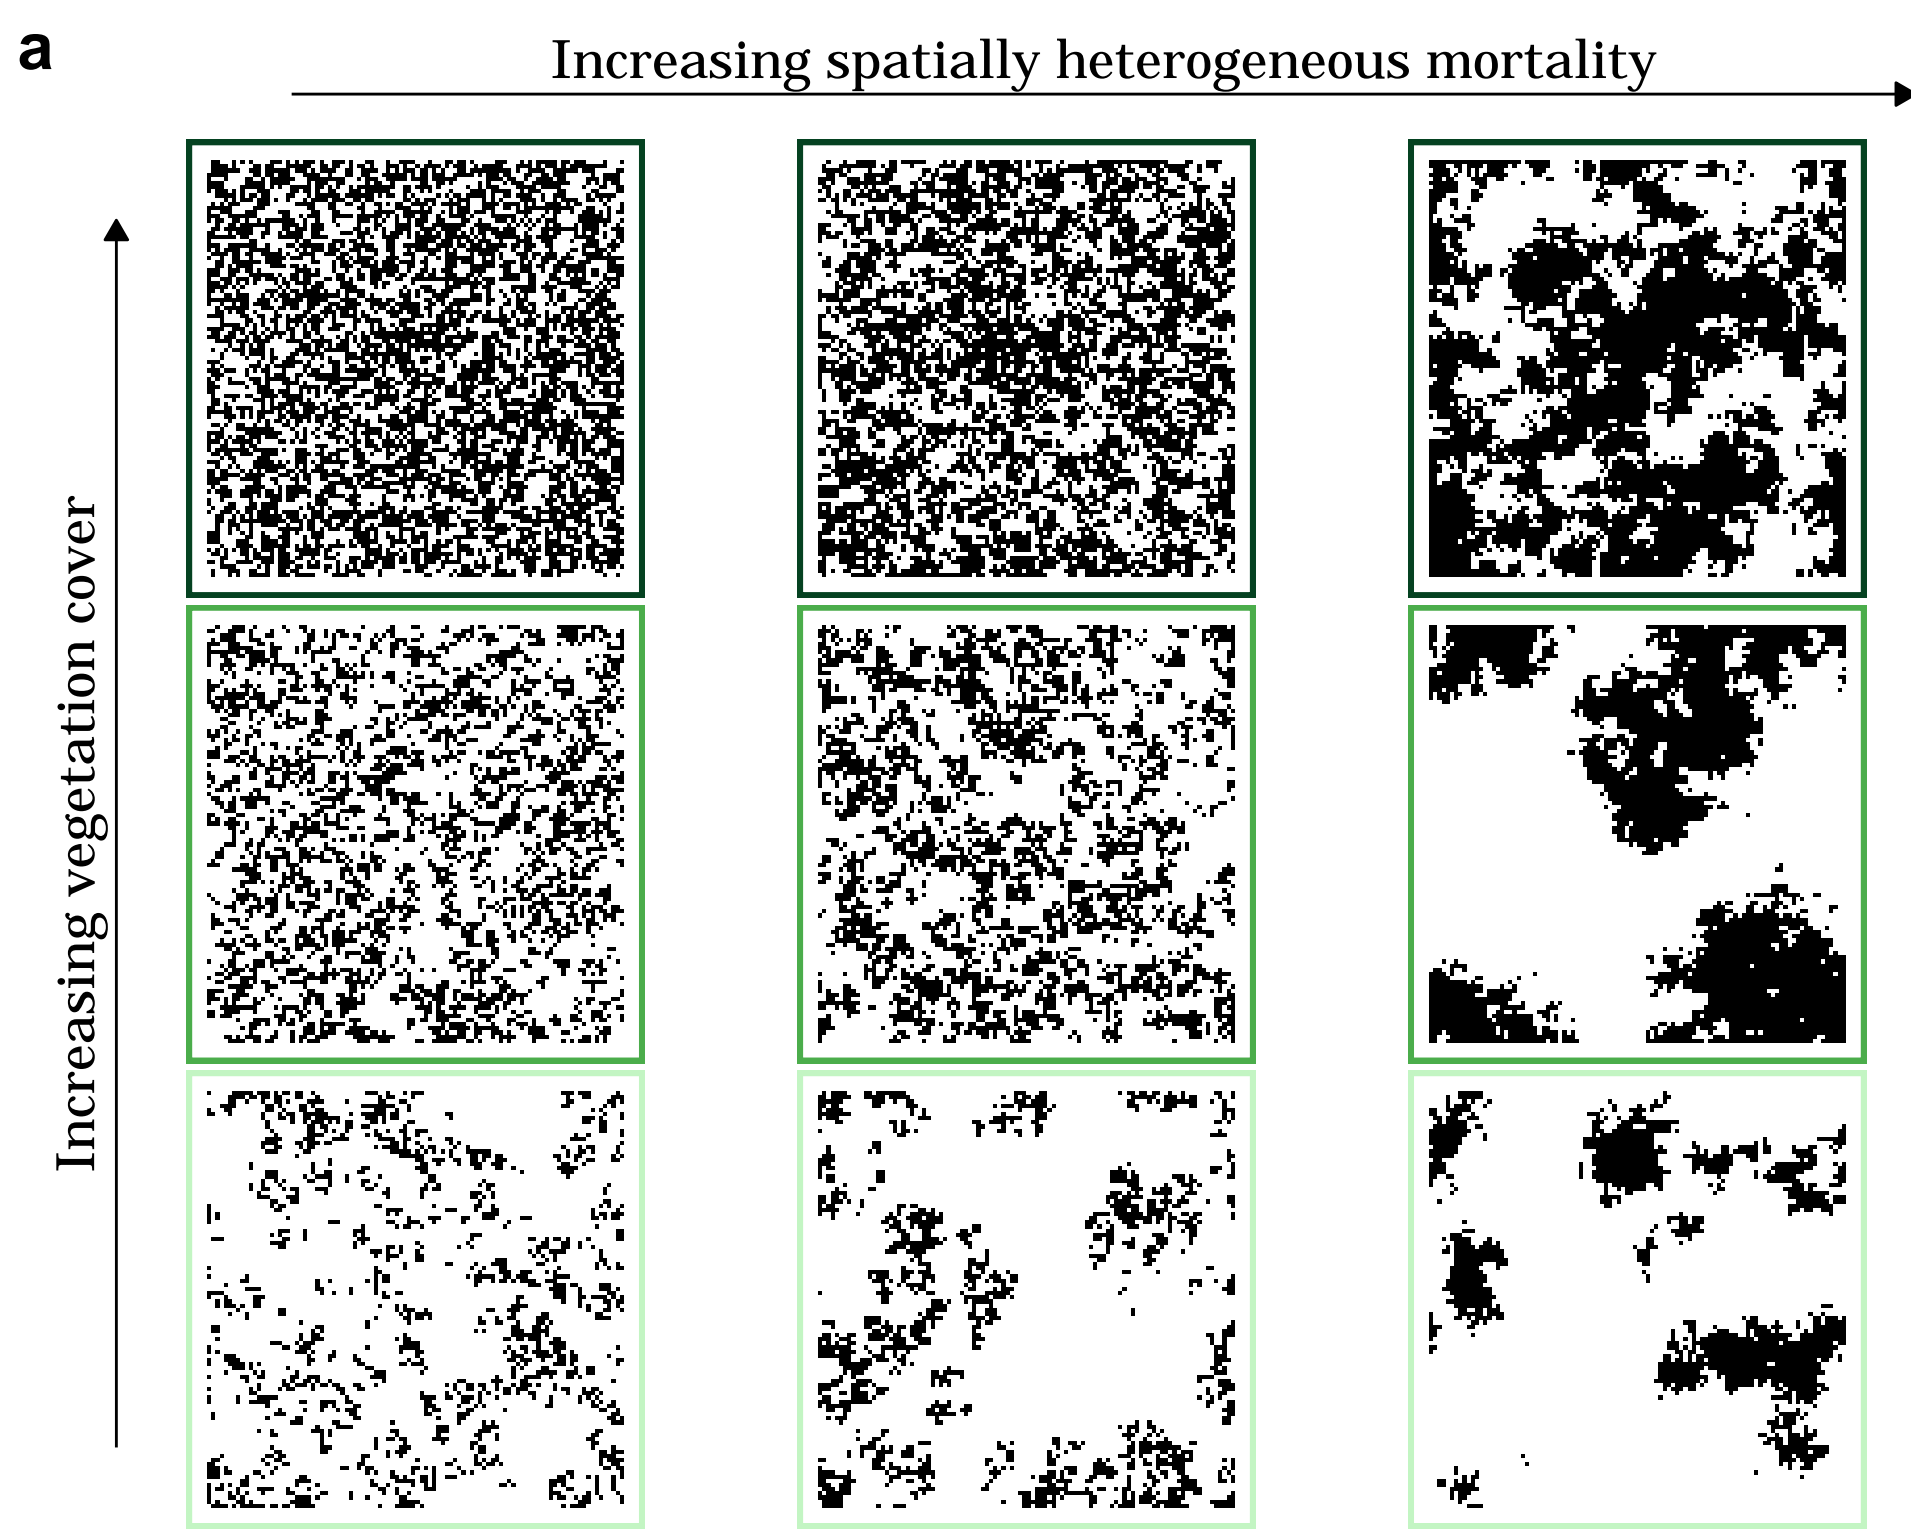 a
Increasing spatially heterogeneous mortality
Increasing vegetation cover